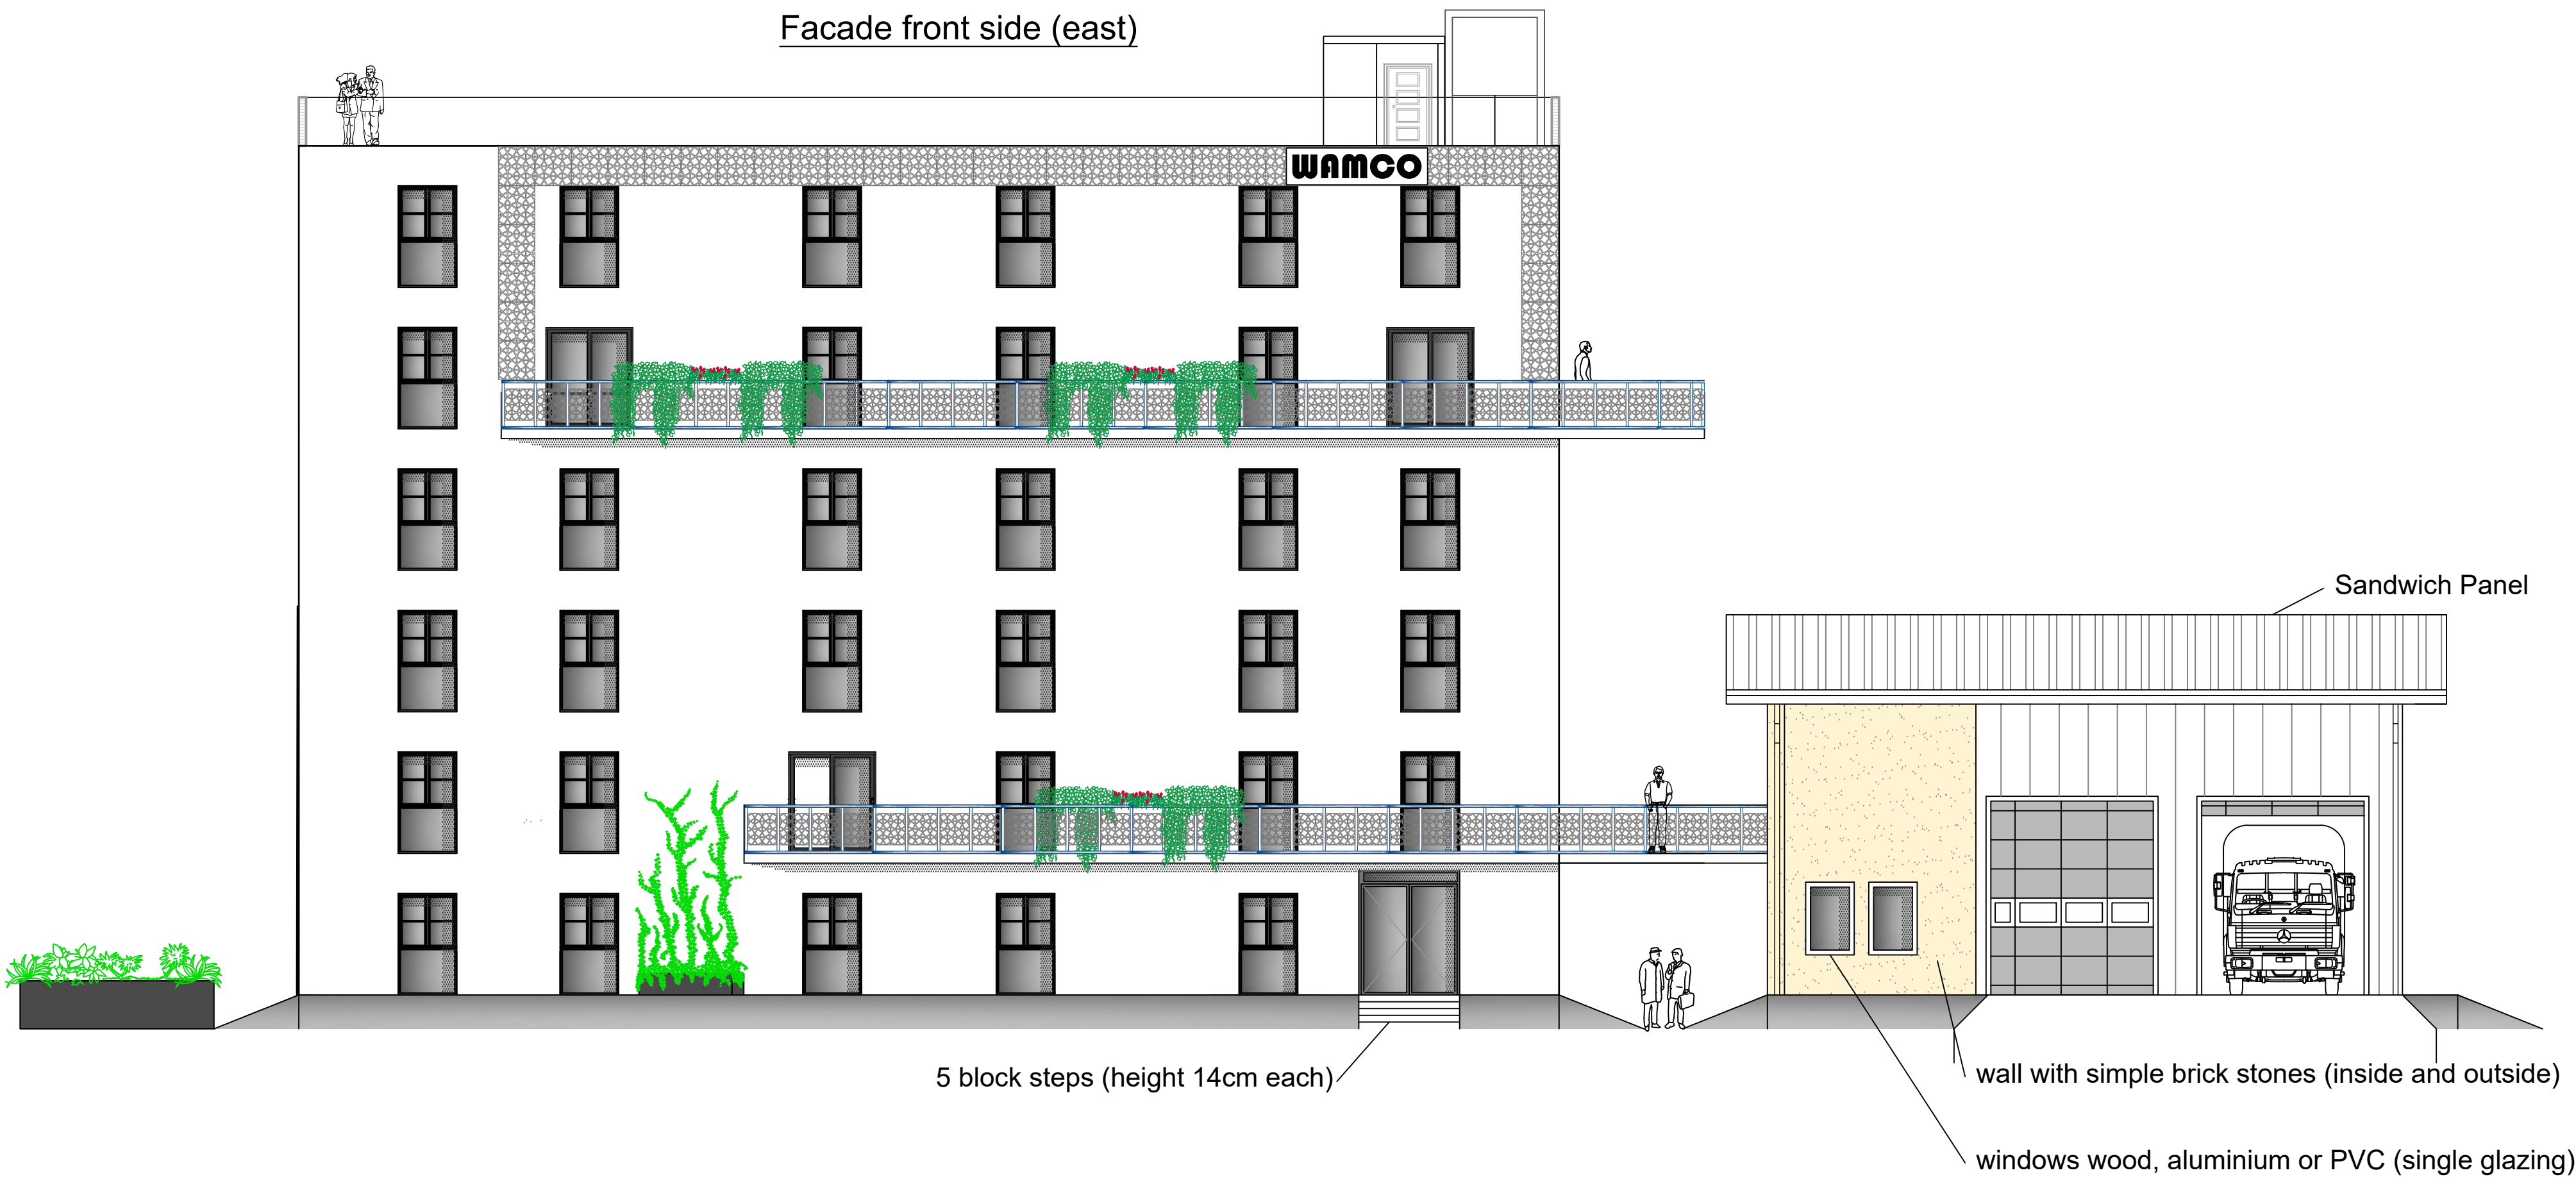 Facade front side (east)
WAMCO
Sandwich Panel
5 block steps (height 14cm each)
wall with simple brick stones (inside and outside)
windows wood, aluminium or PVC (single glazing)